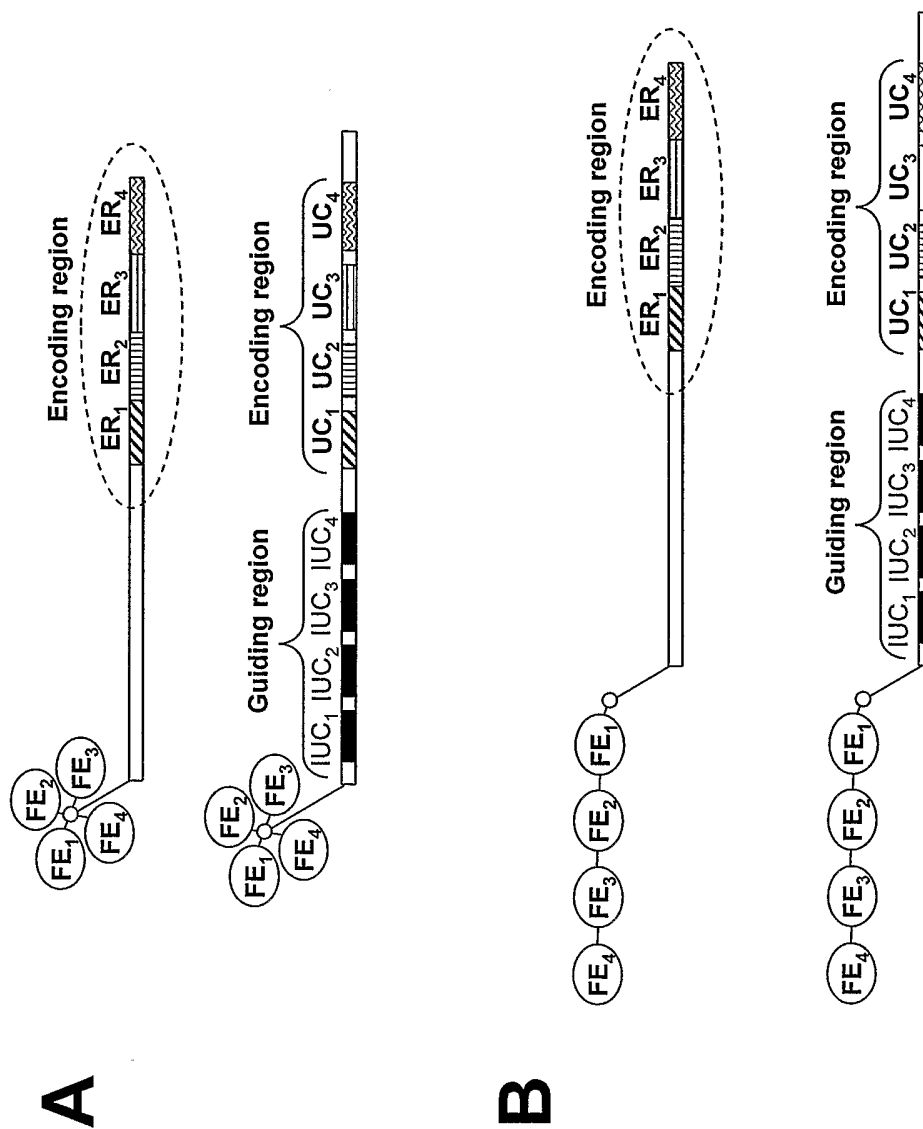 A
Encoding region
ER₁ ER₂ ER₃ ER₄
FE₁ FE₂ FE₃ FE₄
Guiding region Encoding region
IUC₁ IUC₂ IUC₃ IUC₄ UC₁ UC₂ UC₃ UC₄
FE₁ FE₂ FE₃ FE₄
B
Encoding region
ER₁ ER₂ ER₃ ER₄
FE₄ FE₃ FE₂ FE₁
Guiding region Encoding region
IUC₁ IUC₂ IUC₃ IUC₄ UC₁ UC₂ UC₃ UC₄
FE₄ FE₃ FE₂ FE₁